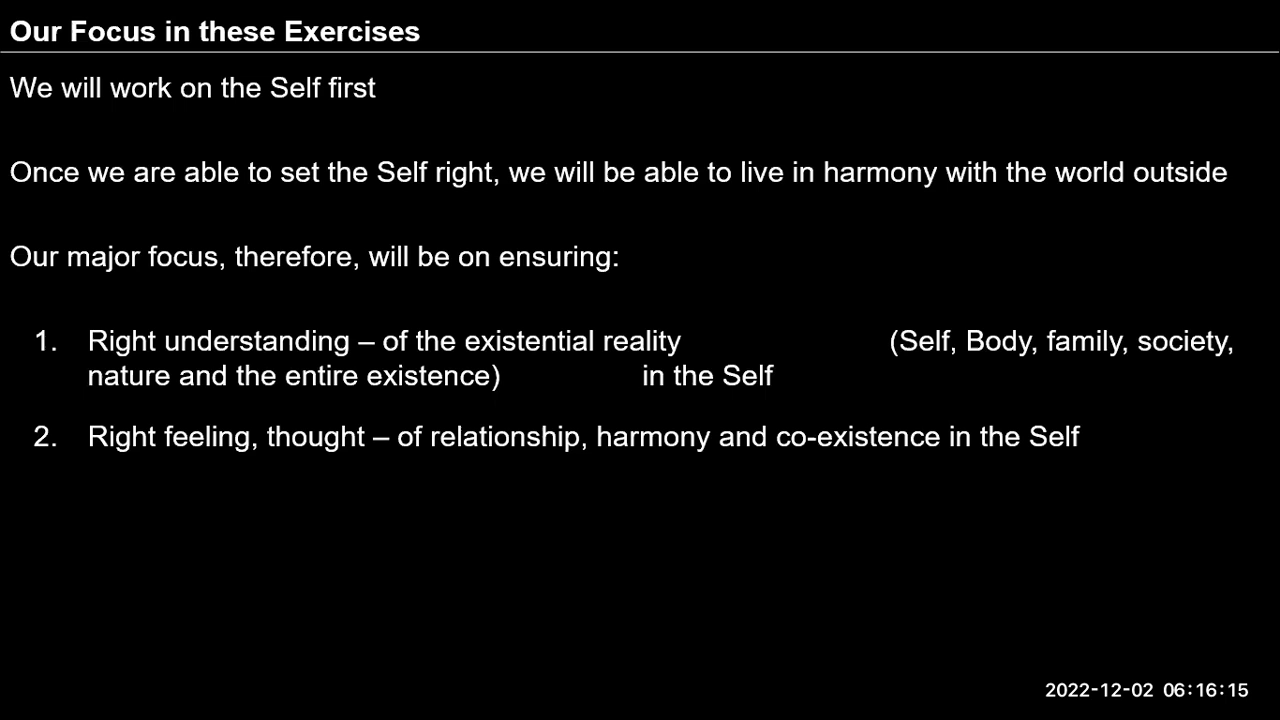 Our Focus in these Exercises
We will work on the Self first
Once we are able to set the Self right, we will be able to live in harmony with the world outside
Our major focus, therefore, will be on ensuring:
1. Right understanding – of the existential reality (Self, Body, family, society,
nature and the entire existence) in the Self
2. Right feeling, thought – of relationship, harmony and co-existence in the Self
2022-12-02 06:16:15